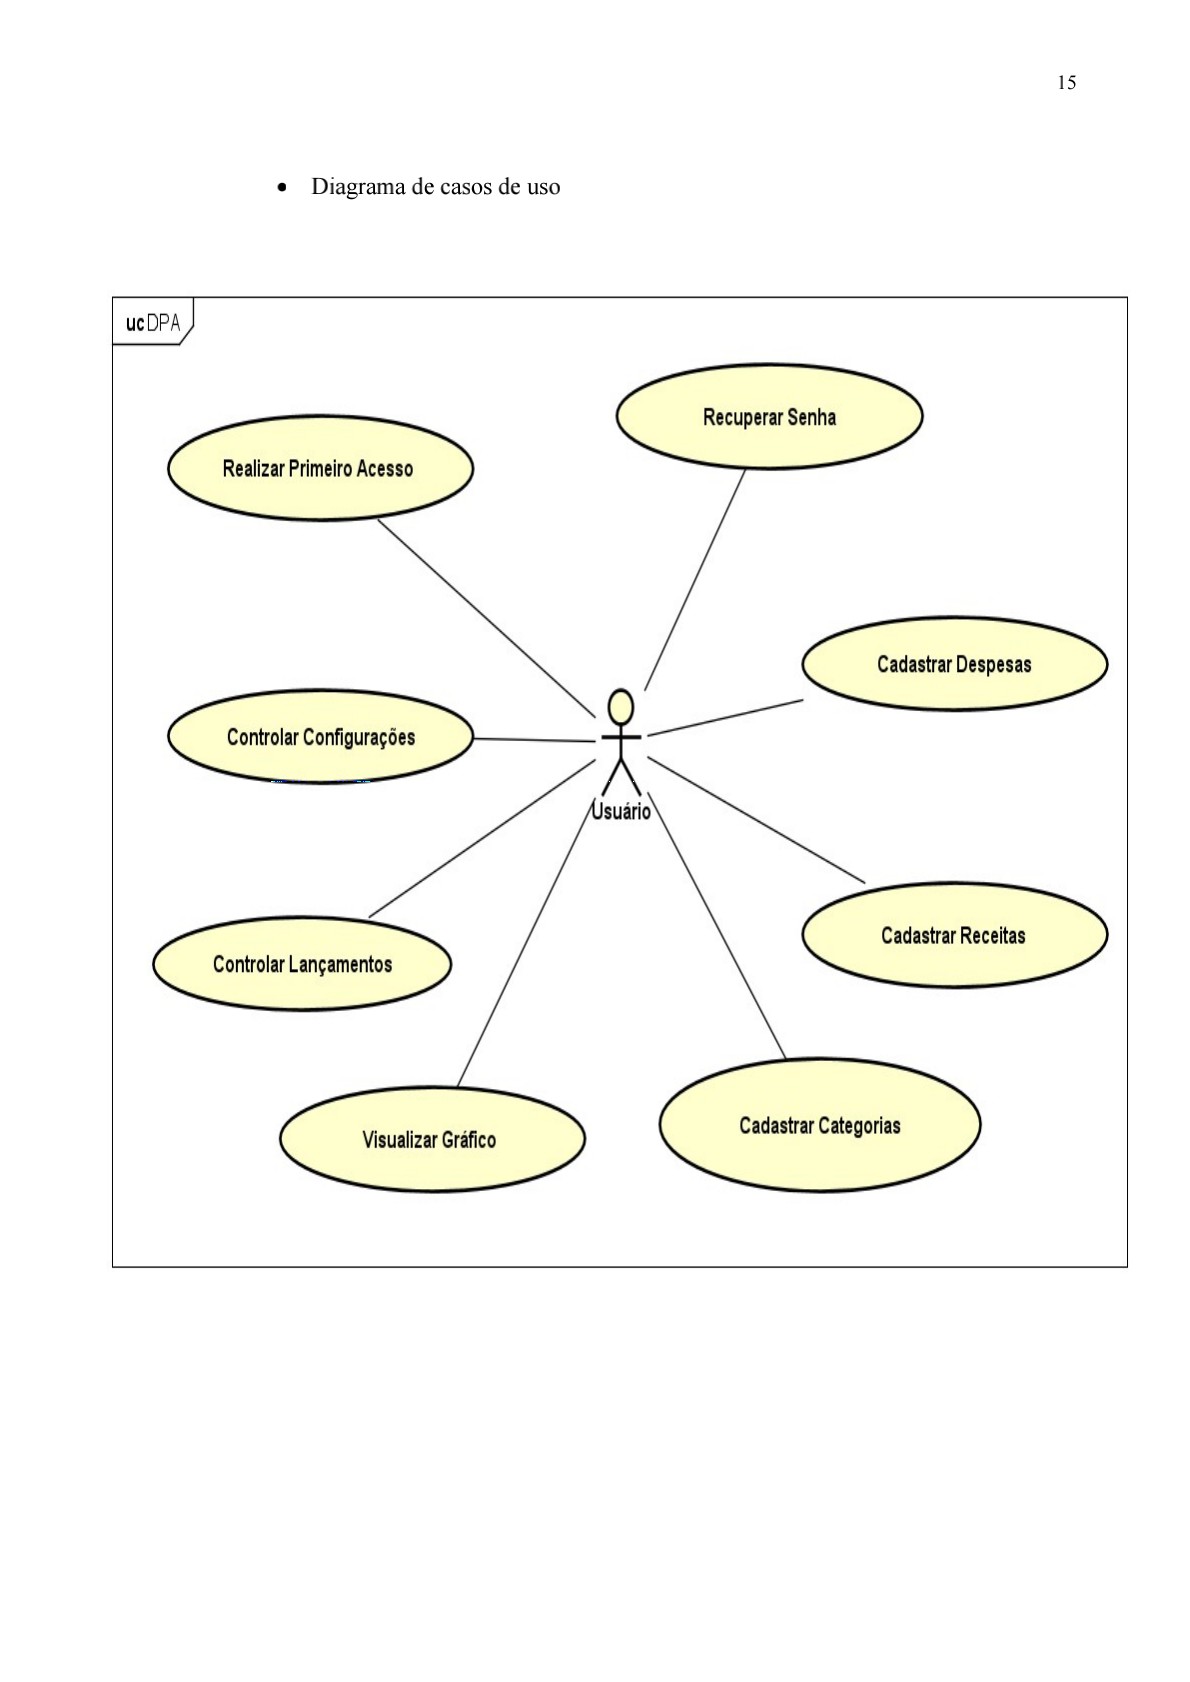 15
• Diagrama de casos de uso
uc DPA
Recuperar Senha
Realizar Primeiro Acesso
Cadastrar Despesas
Controlar Configurações
Usuário
Cadastrar Receitas
Controlar Lançamentos
Cadastrar Categorias
Visualizar Gráfico